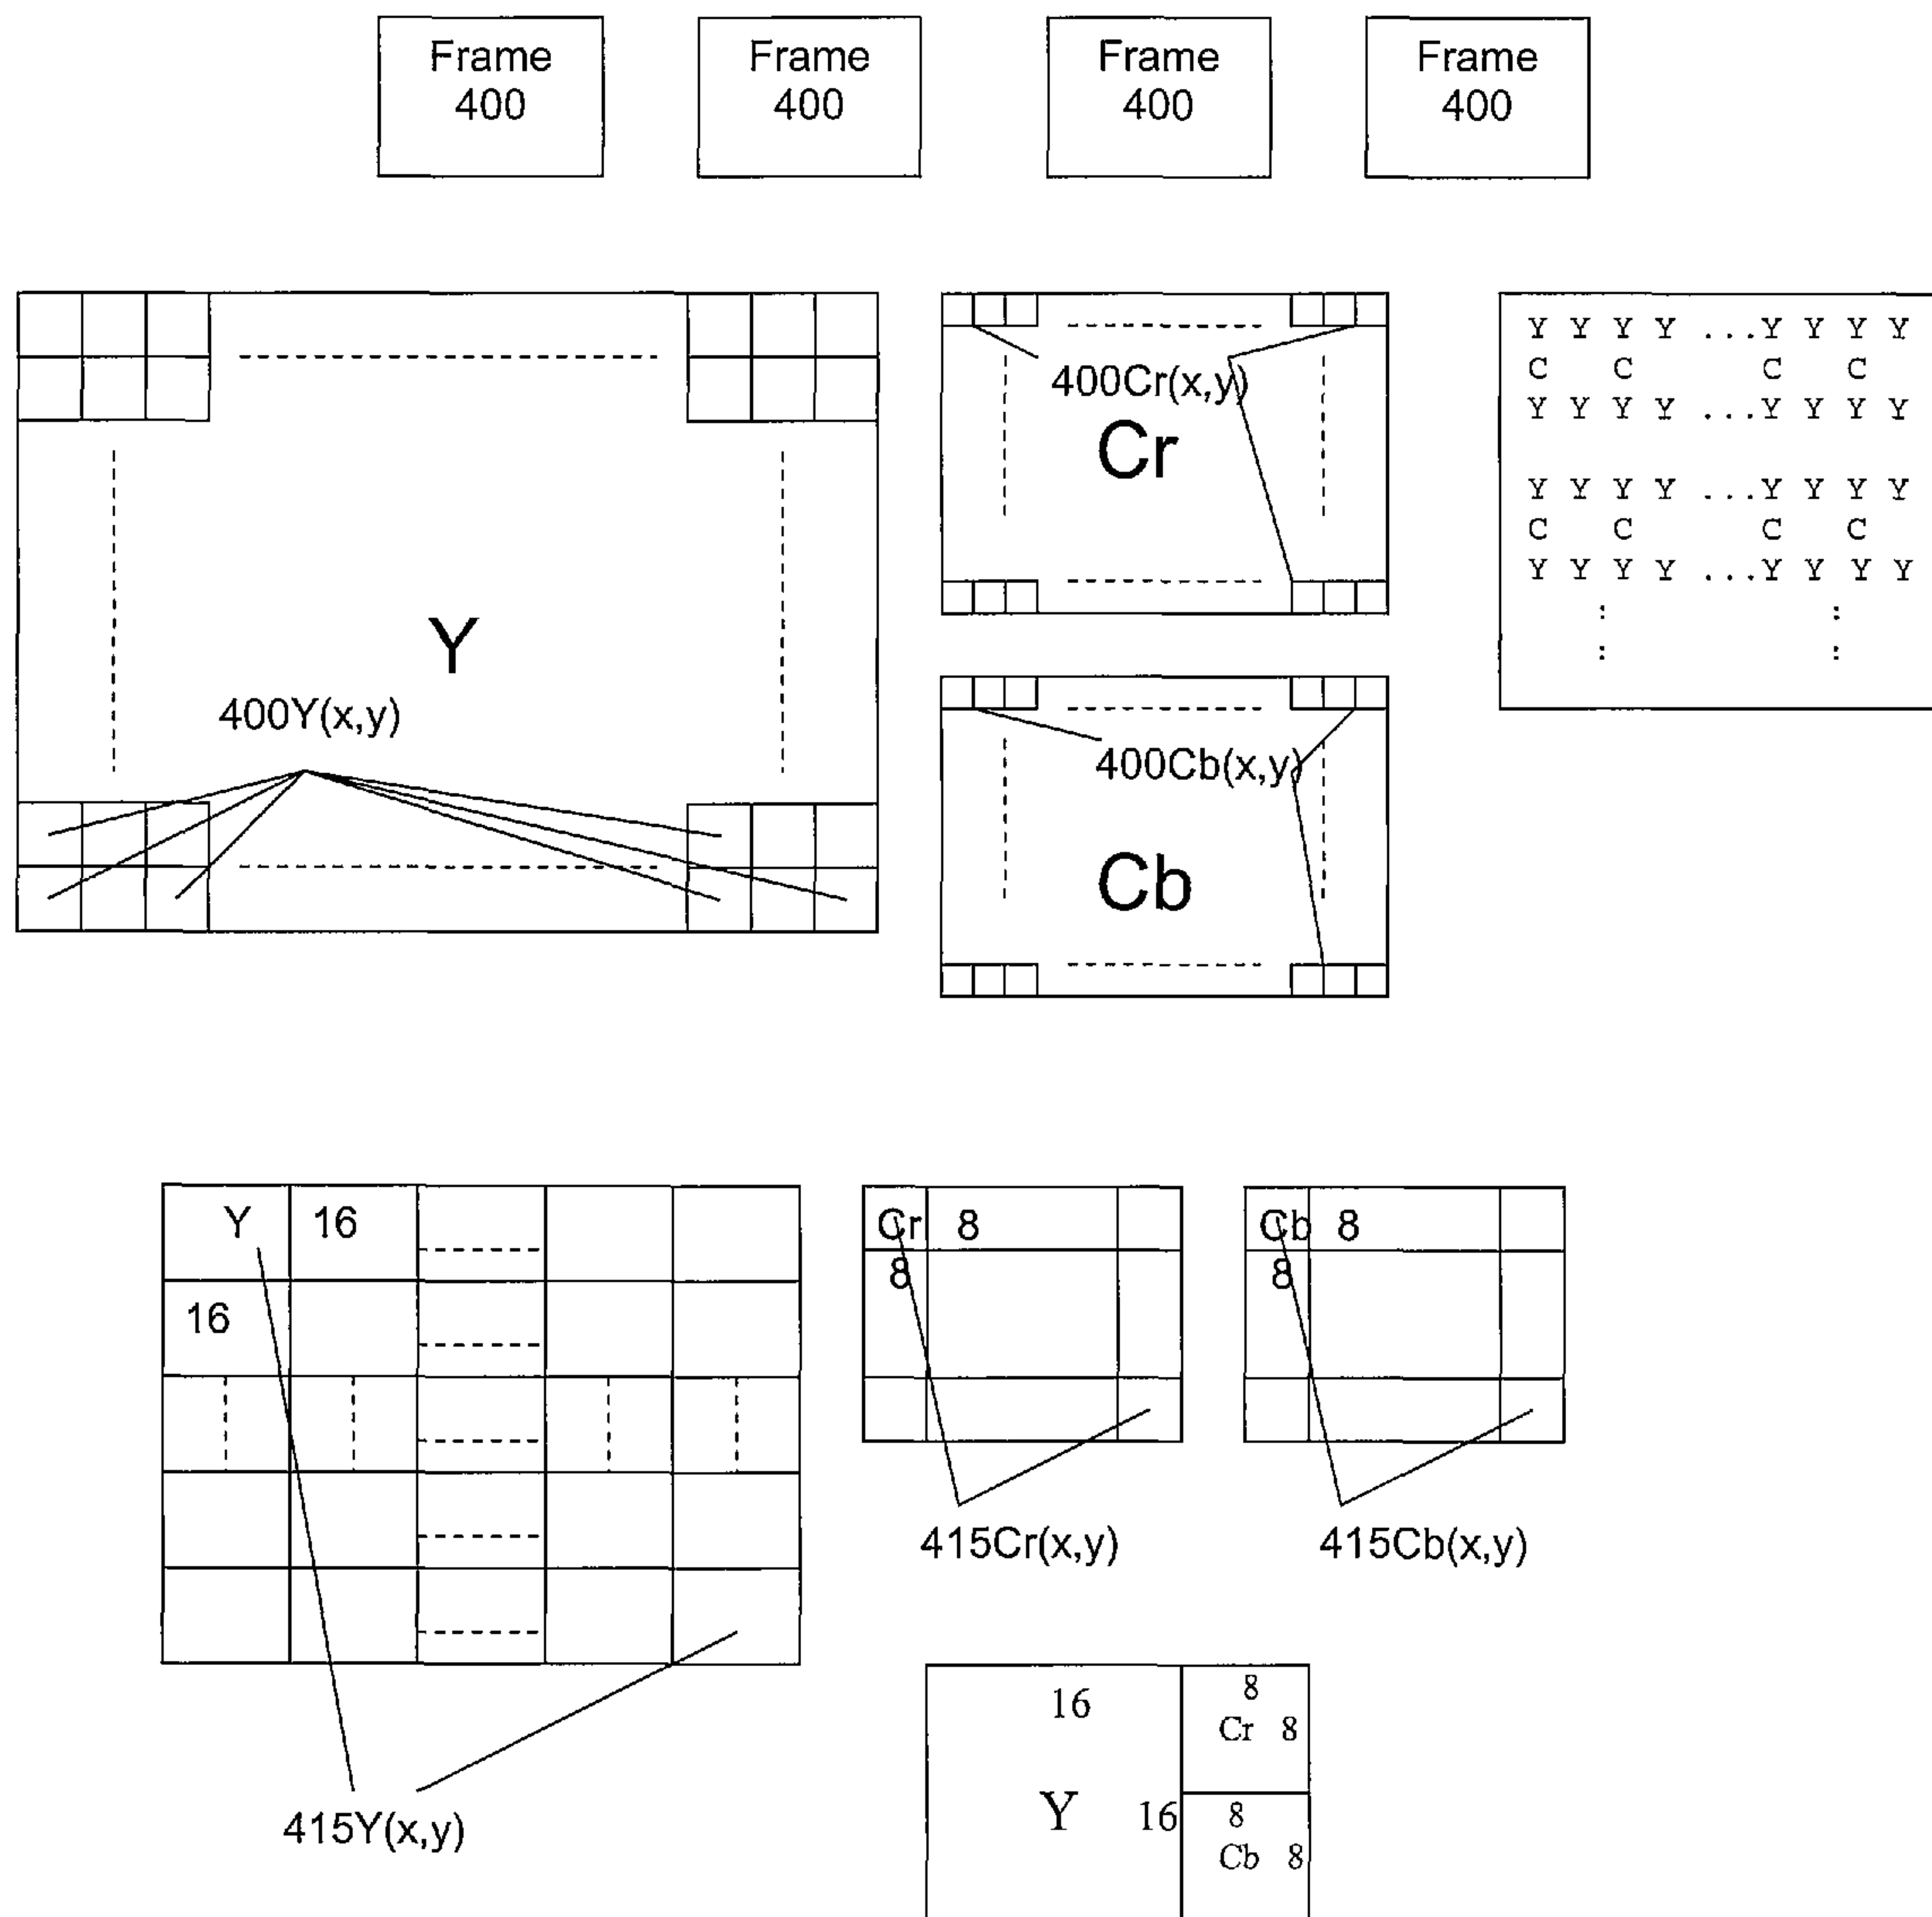 Frame Frame Frame Frame
400 400 400 400
Y
400Y(x,y)
400Cr(x,y)
Cr
400Cb(x,y)
Cb
Y Y Y Y ...Y Y Y Y
C C C C
Y Y Y Y ...Y Y Y Y
Y Y Y Y ...Y Y Y Y
C C C C
Y Y Y Y ...Y Y Y Y
: :
: :
Y 16
16
415Y(x,y)
Cr 8
8
415Cr(x,y)
Cb 8
8
415Cb(x,y)
16
Y 16
8
Cr 8
8
Cb 8